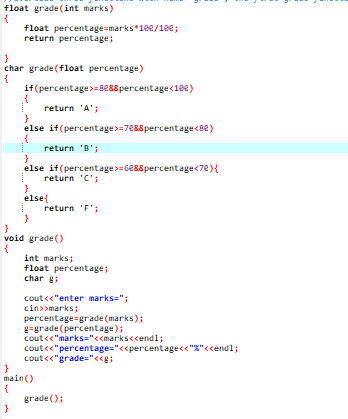 float grade(int marks)
{
float percentage=marks*100/100;
return percentage;
}
char grade(float percentage)
{
if(percentage>=80&&percentage<100)
{
return 'A';
}
else if(percentage>=70&&percentage<80)
{
return 'B';
}
else if(percentage>=60&&percentage<70){
return 'C';
}
else{
return 'F';
}
}
void grade()
{
int marks;
float percentage;
char g;
cout<<"enter marks=";
cin>>marks;
percentage=grade(marks);
g=grade(percentage);
cout<<"marks="<<marks<<endl;
cout<<"percentage="<<percentage<<"%"<<endl;
cout<<"grade="<<g;
}
main()
{
grade();
}